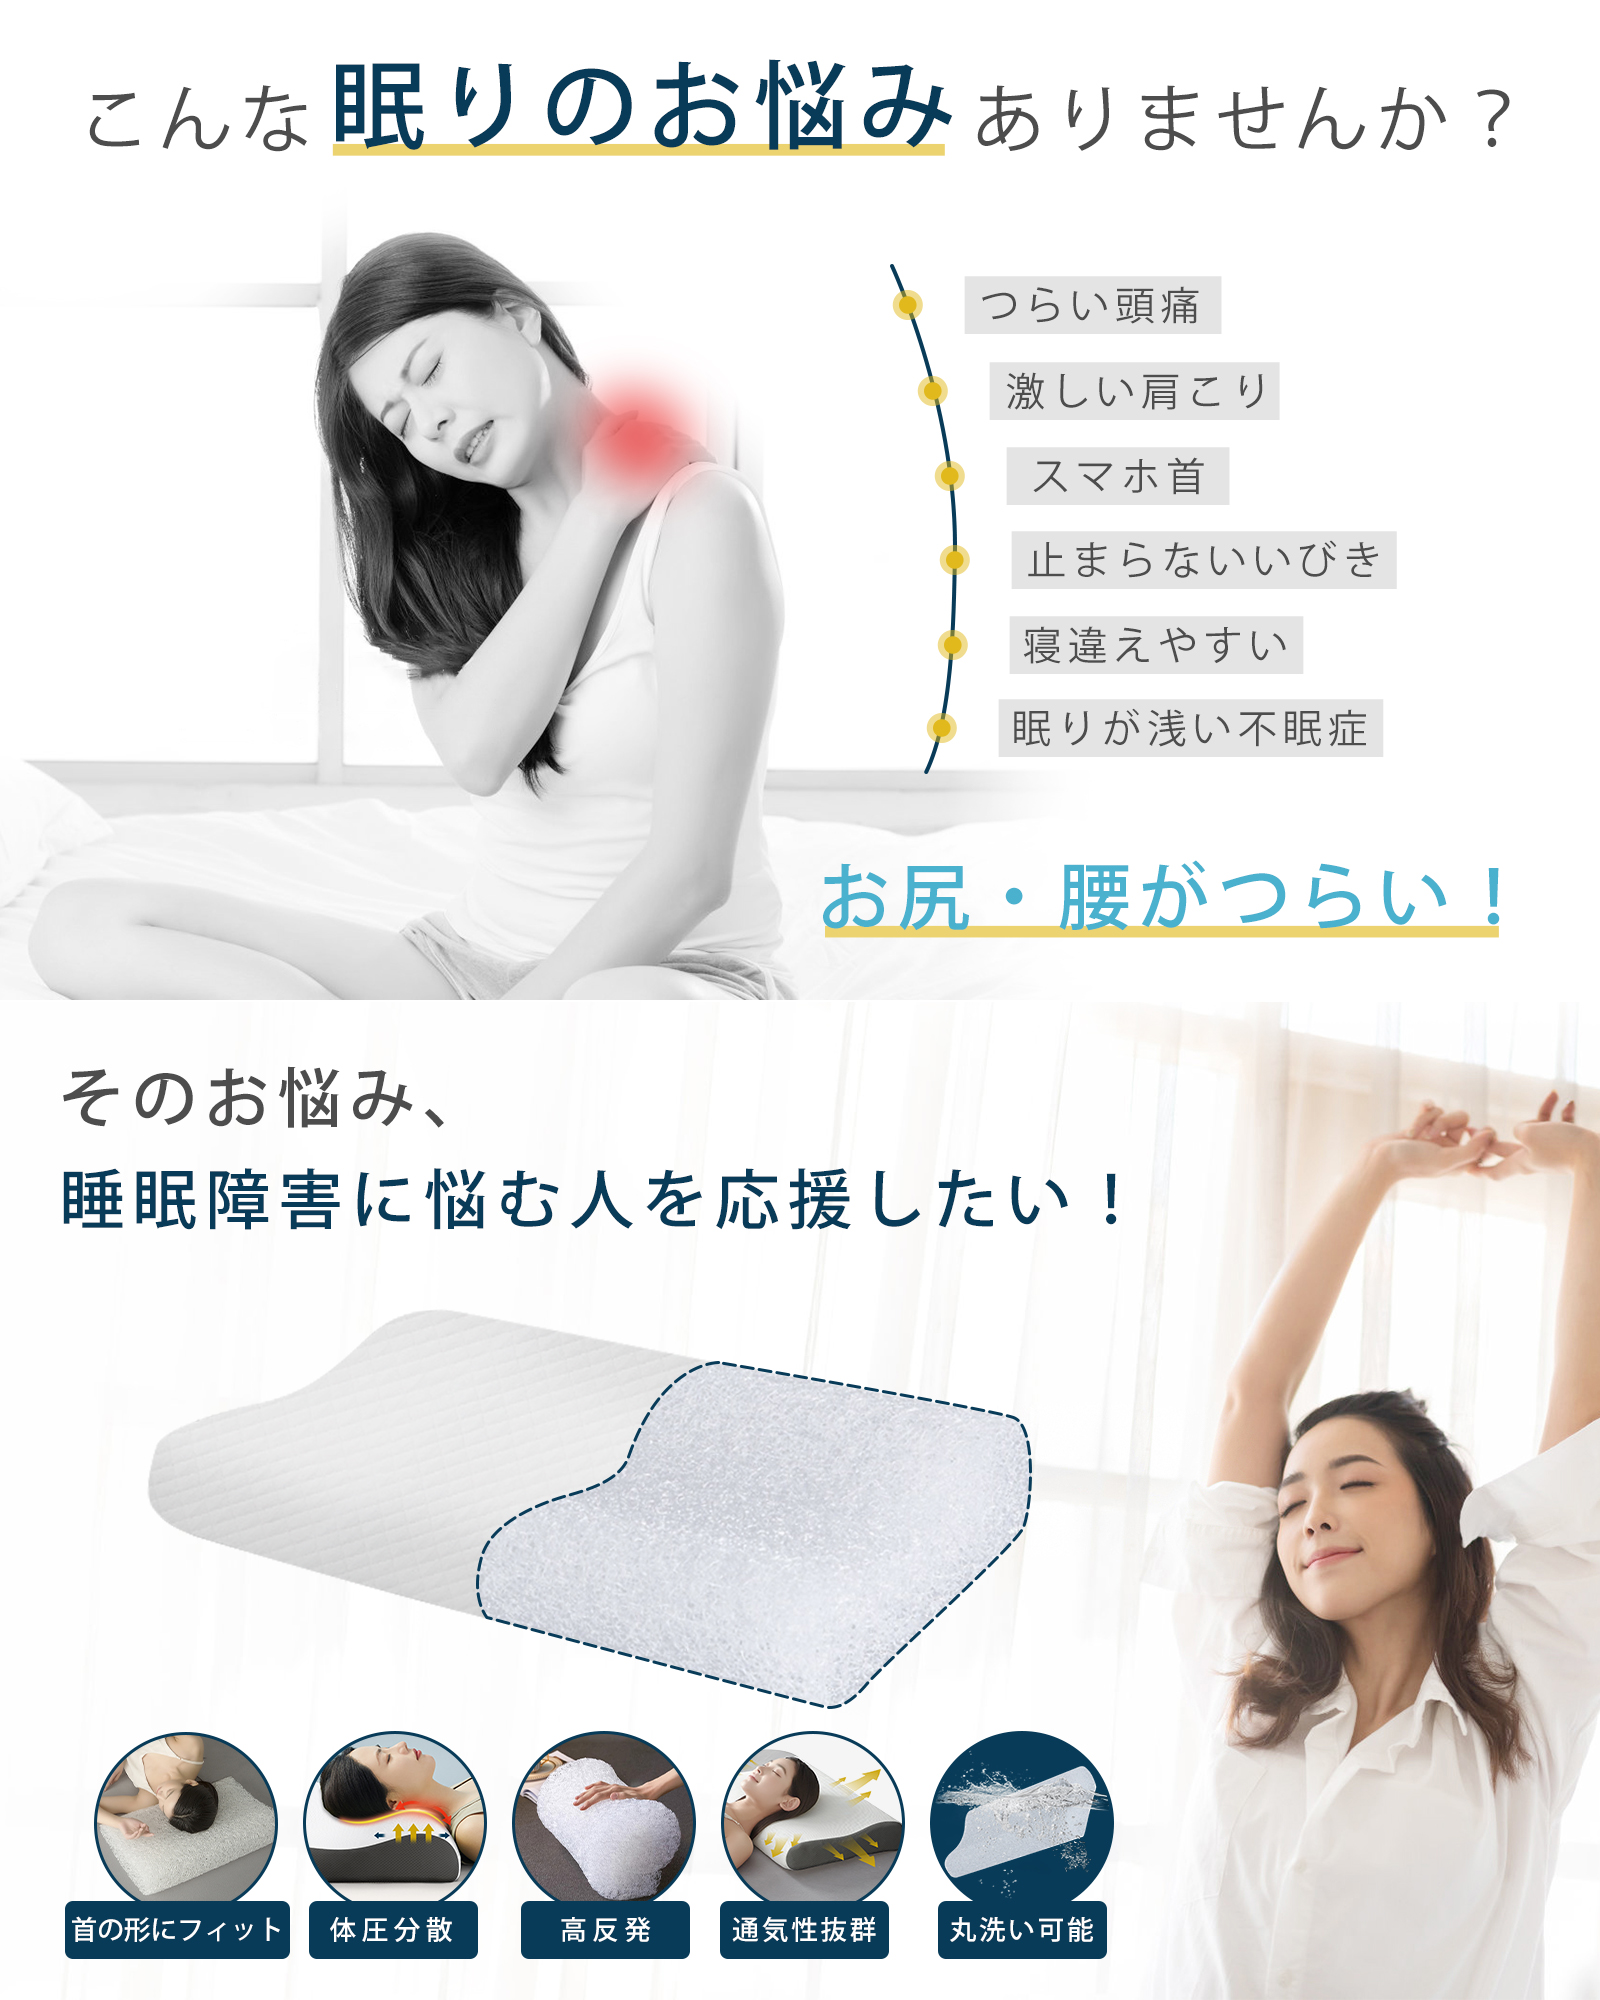 こんな眠りのお悩みありませんか？
つらい頭痛
激しい肩こり
スマホ首
止まらないいびき
寝違えやすい
眠りが浅い不眠症
お尻・腰がつらい！
そのお悩み、
睡眠障害に悩む人を応援したい！
首の形にフィット
体圧分散
高反発
通気性抜群
丸洗い可能